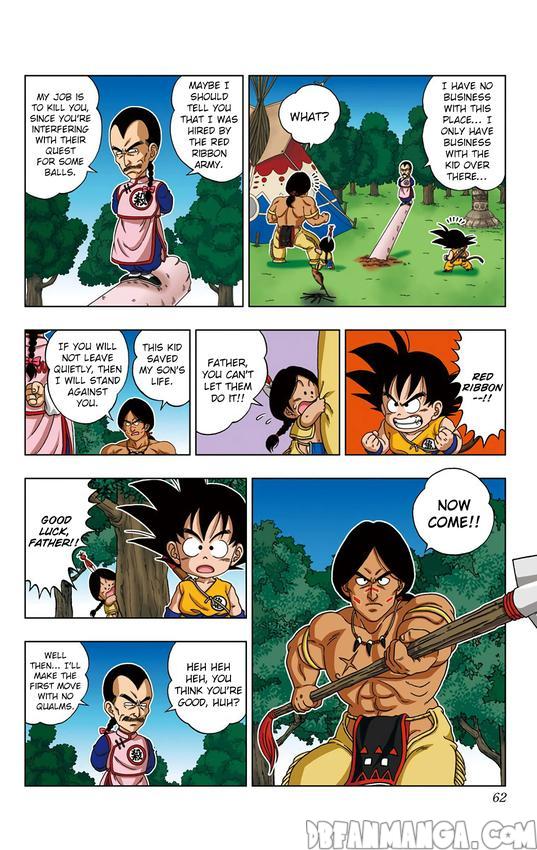 I HAVE NO
BUSINESS WITH
THIS PLACE... I
ONLY HAVE
BUSINESS
WITH THE
KID OVER
THERE...
WHAT?
MAYBE I
SHOULD
TELL YOU
THAT I WAS
HIRED BY
THE RED
RIBBON
ARMY.
MY JOB IS
TO KILL YOU,
SINCE YOU'RE
INTERFERING
WITH THEIR
QUEST
FOR SOME
BALLS.
RED
RIBBON
--!!
FATHER,
YOU CAN'T
LET THEM
DO IT!!
THIS KID
SAVED
MY SON'S
LIFE.
IF YOU WILL
NOT LEAVE
QUIETLY, THEN
I WILL STAND
AGAINST
YOU.
NOW
COME!!
GOOD
LUCK,
FATHER!!
HEH HEH
HEH, YOU
THINK YOU'RE
GOOD, HUH?
WELL
THEN... I'LL
MAKE THE
FIRST MOVE
WITH NO
QUALMS.
62
DBFANMANGA.COM